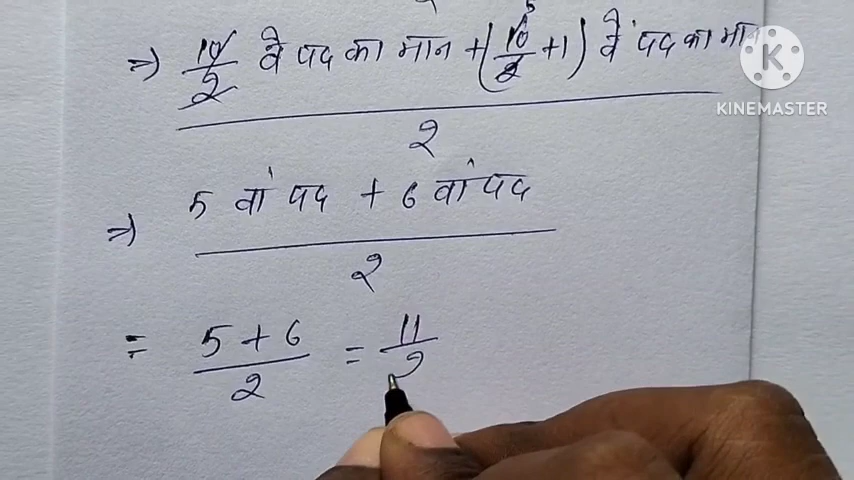 ⇒ 10/2 वे पद का मान + (10/2 + 1) वें पद का मान
5
K
KINEMASTER
2
⇒ 5 वां पद + 6 वां पद
2
= 5 + 6 / 2 = 11 / 2